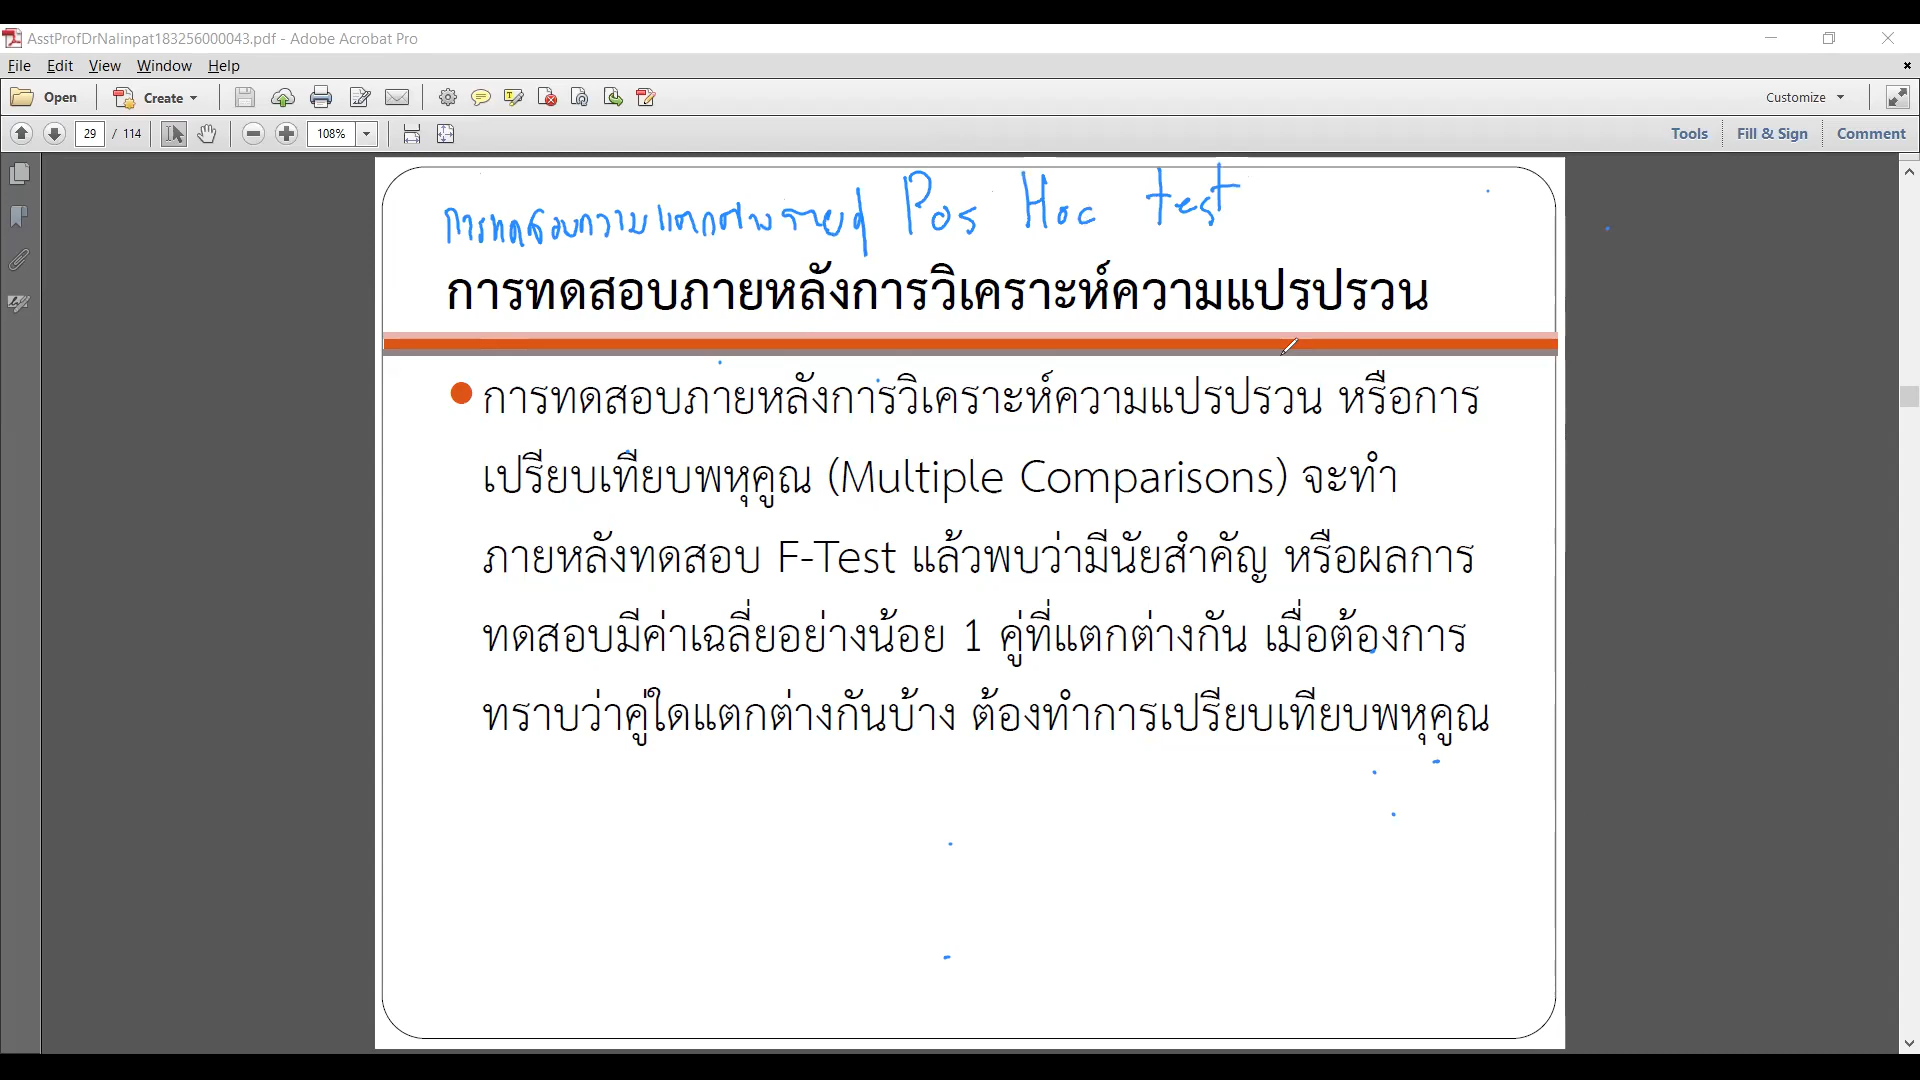 AsstProfDrNalinpat183256000043.pdf - Adobe Acrobat Pro
File Edit View Window Help
Open Create Customize
29 / 114 108% Tools Fill & Sign Comment
การทดสอบความแตกต่างรายคู่ Pos Hoc test
การทดสอบภายหลังการวิเคราะห์ความแปรปรวน
การทดสอบภายหลังการวิเคราะห์ความแปรปรวน หรือการ
เปรียบเทียบพหุคูณ (Multiple Comparisons) จะทำ
ภายหลังทดสอบ F-Test แล้วพบว่ามีนัยสำคัญ หรือผลการ
ทดสอบมีค่าเฉลี่ยอย่างน้อย 1 คู่ที่แตกต่างกัน เมื่อต้องการ
ทราบว่าคู่ใดแตกต่างกันบ้าง ต้องทำการเปรียบเทียบพหุคูณ